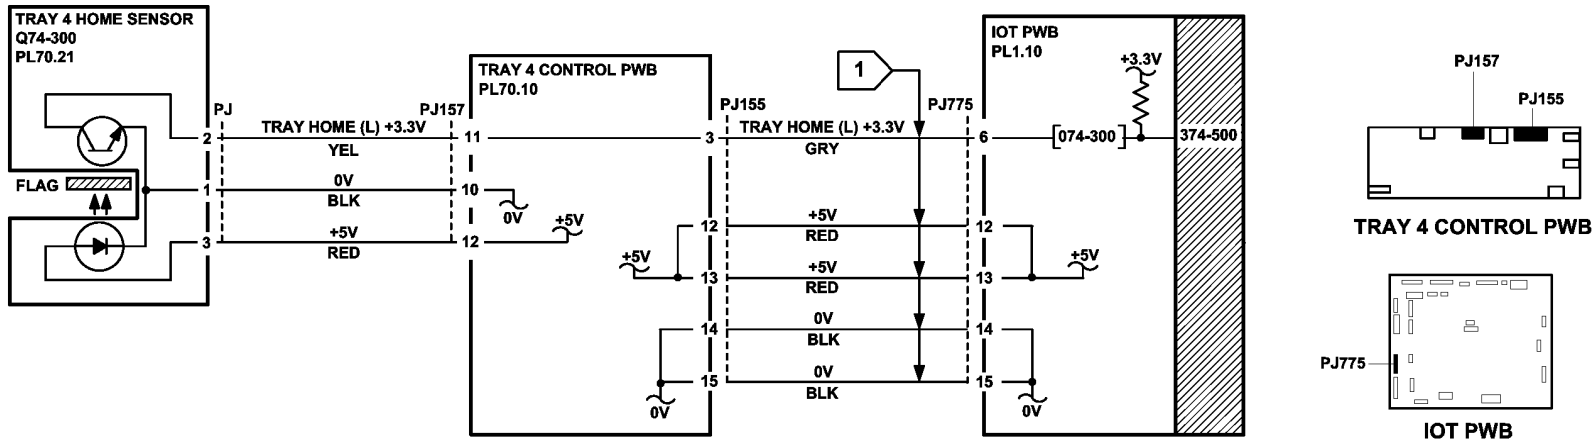 TRAY 4 HOME SENSOR
Q74-300
PL70.21
PJ
2
1
3
FLAG
TRAY HOME (L) +3.3V
YEL
0V
BLK
+5V
RED
PJ157
11
10
12
TRAY 4 CONTROL PWB
PL70.10
0V
+5V
+5V
0V
PJ155
3
12
13
14
15
TRAY HOME (L) +3.3V
GRY
+5V
RED
+5V
RED
0V
BLK
0V
BLK
1
PJ775
6
12
13
14
15
IOT PWB
PL1.10
+3.3V
074-300
374-500
+5V
0V
PJ157
PJ155
TRAY 4 CONTROL PWB
PJ775
IOT PWB